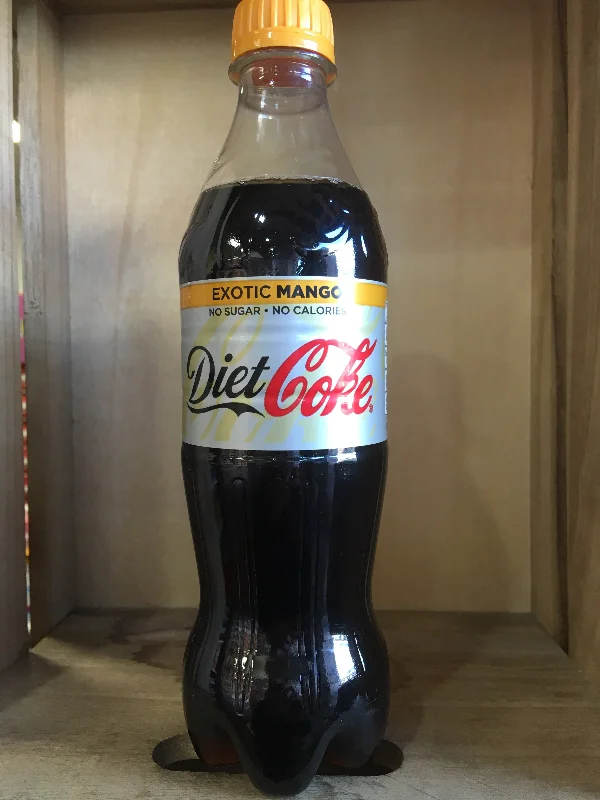 EXOTIC MANGO
NO SUGAR • NO CALORIES
Diet Coke